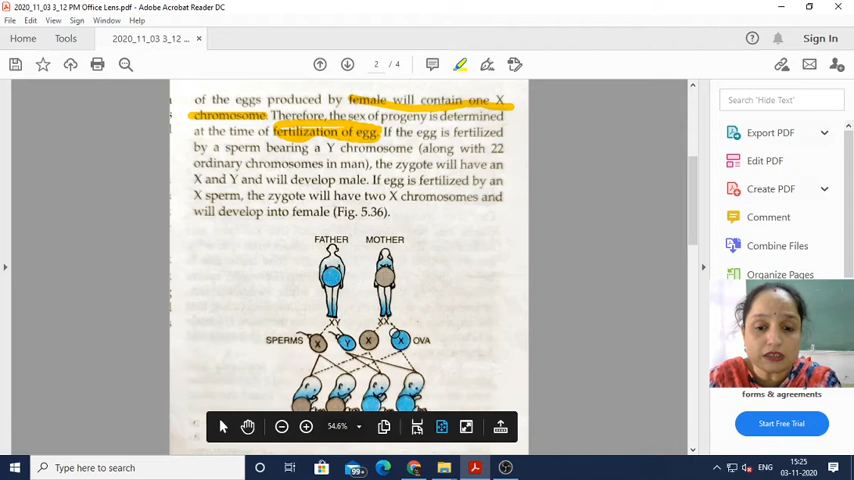 2020_11_03 3_12 PM Office Lens.pdf - Adobe Acrobat Reader DC
File Edit View Sign Window Help
Home Tools 2020_11_03 3_12 ... × Sign In
2 / 4
of the eggs produced by female will contain one X
chromosome. Therefore, the sex of progeny is determined
at the time of fertilization of egg. If the egg is fertilized
by a sperm bearing a Y chromosome (along with 22
ordinary chromosomes in man), the zygote will have an
X and Y and will develop male. If egg is fertilized by an
X sperm, the zygote will have two X chromosomes and
will develop into female (Fig. 5.36).
FATHER MOTHER
XY XX
SPERMS X Y X X OVA
54.6%
Search 'Hide Text'
Export PDF
Edit PDF
Create PDF
Comment
Combine Files
Organize Pages
forms & agreements
Start Free Trial
Type here to search
99+
ENG
15:25
03-11-2020